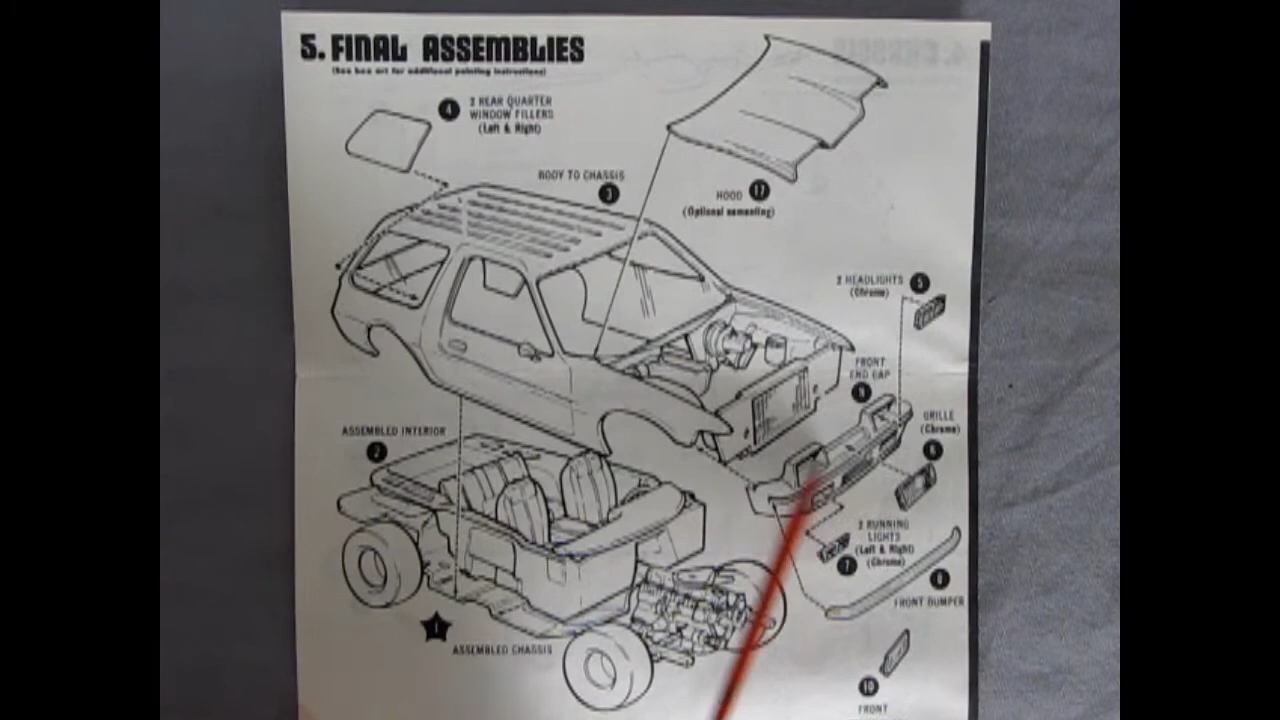 5. FINAL ASSEMBLIES
(See box art for additional painting instructions)
4
2 REAR QUARTER
WINDOW FILLERS
(Left & Right)
BODY TO CHASSIS
3
HOOD 17
(Optional cementing)
2 HEADLIGHTS 5
(Chrome)
FRONT
END CAP
9
GRILLE
(Chrome)
6
ASSEMBLED INTERIOR
2
2 RUNNING
LIGHTS
(Left & Right)
(Chrome)
7
8
FRONT BUMPER
1
ASSEMBLED CHASSIS
10
FRONT